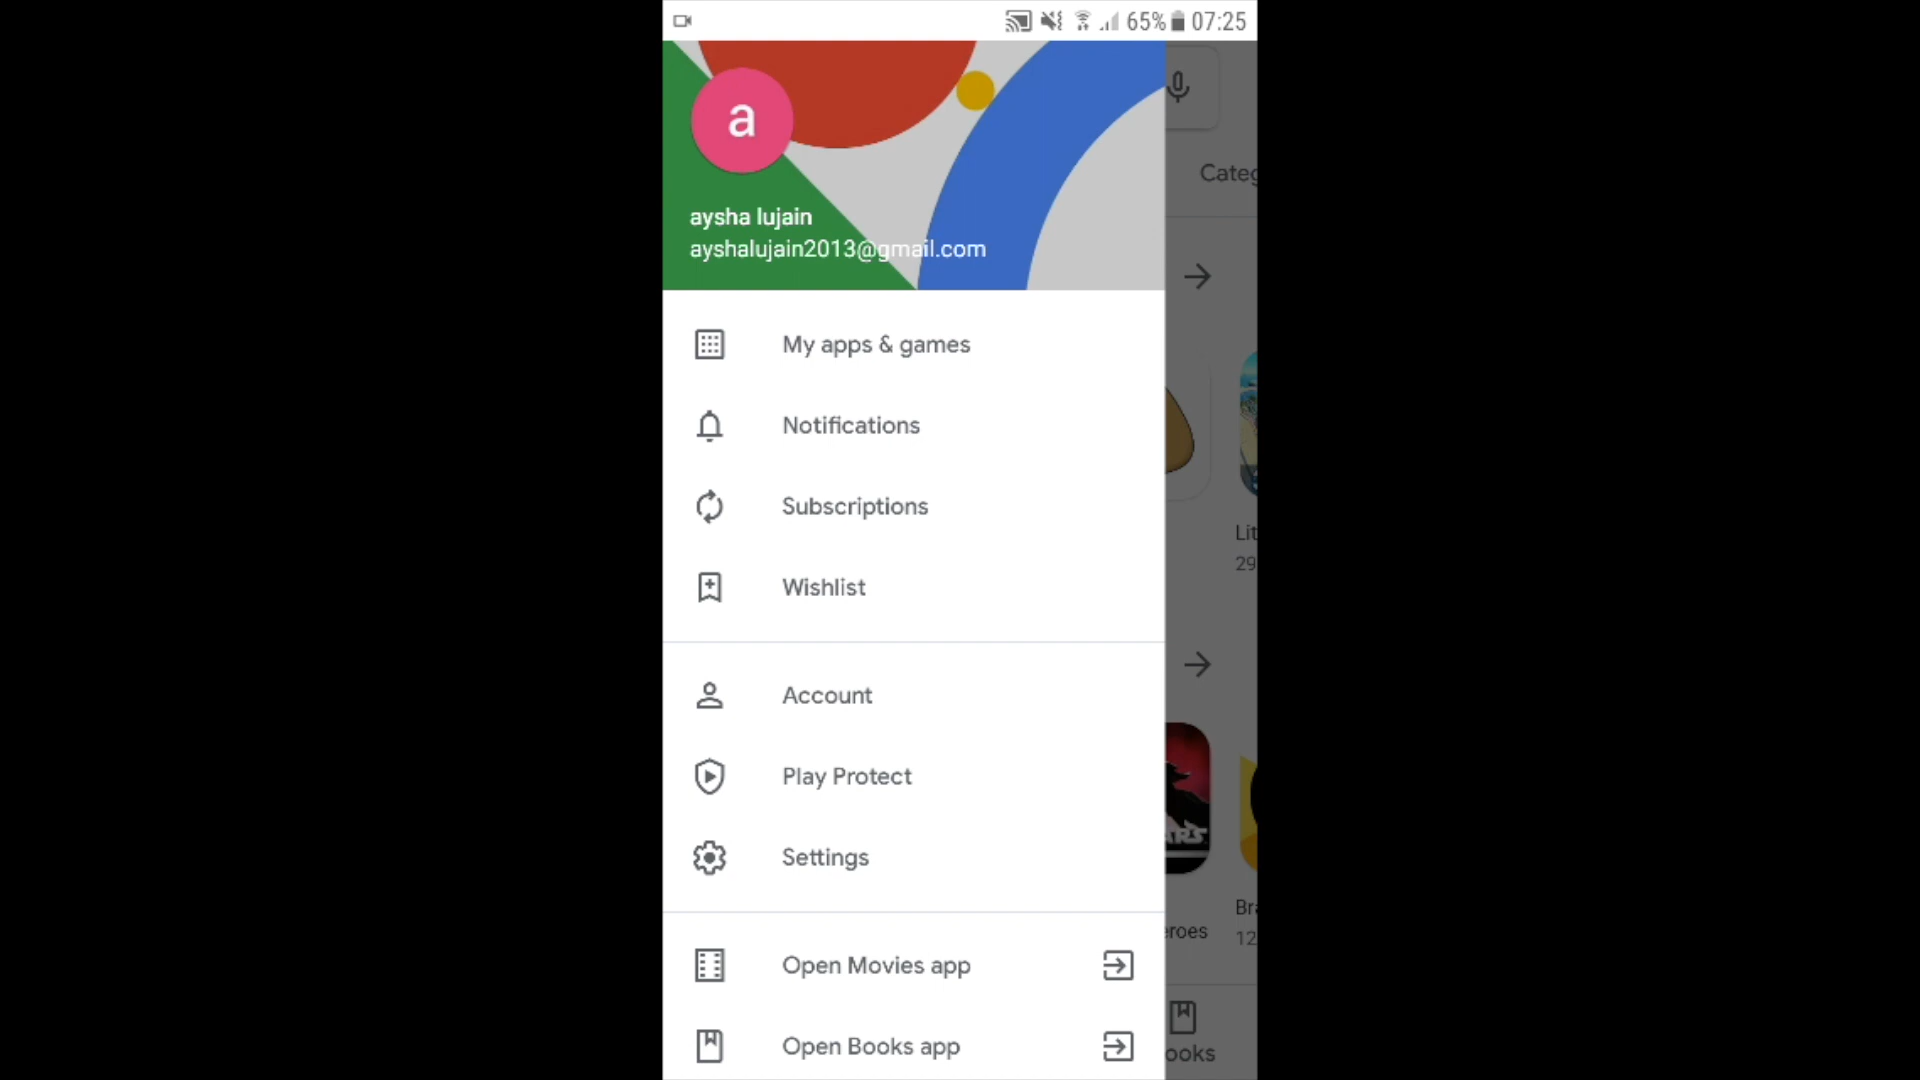 65% 07:25
a
aysha lujain
ayshalujain2013@gmail.com
Categ
My apps & games
Notifications
Subscriptions
Lit
29
Wishlist
Account
Play Protect
ARS
Settings
Bra
eroes
12
Open Movies app
Open Books app
ooks